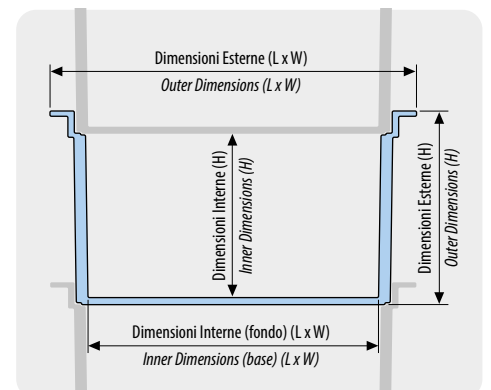 Dimensioni Esterne (L x W)
Outer Dimensions (L x W)
Dimensioni Interne (H)
Inner Dimensions (H)
Dimensioni Esterne (H)
Outer Dimensions (H)
Dimensioni Interne (fondo) (L x W)
Inner Dimensions (base) (L x W)